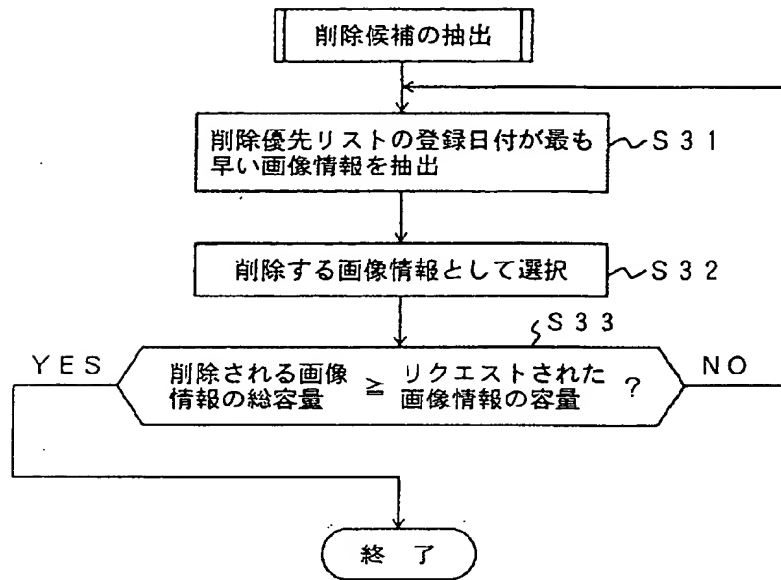 削除候補の抽出
削除優先リストの登録日付が最も
早い画像情報を抽出
S31
削除する画像情報として選択
S32
S33
YES
削除される画像
情報の総容量
≧
リクエストされた
画像情報の容量
?
NO
終 了